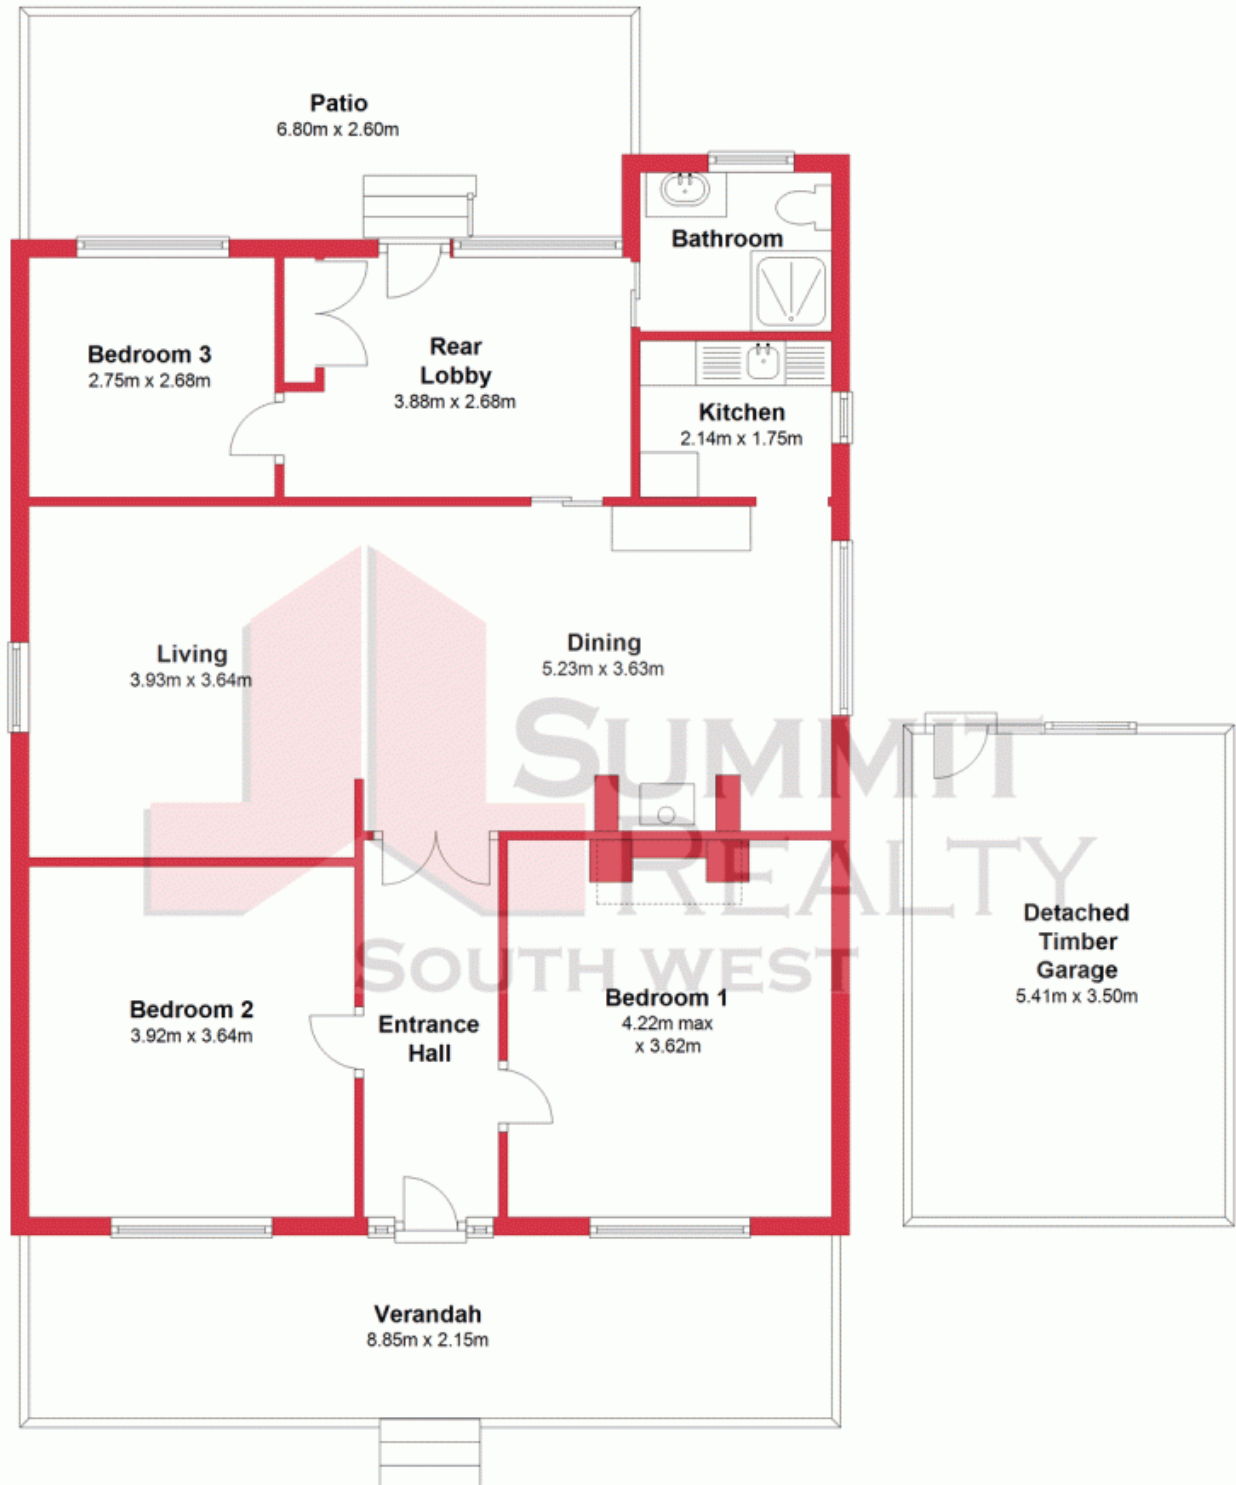 Patio
6.80m x 2.60m
Bathroom
Bedroom 3
2.75m x 2.68m
Rear
Lobby
3.88m x 2.68m
Kitchen
2.14m x 1.75m
Living
3.93m x 3.64m
Dining
5.23m x 3.63m
SUMMIT
REALTY
SOUTH WEST
Detached
Timber
Garage
5.41m x 3.50m
Bedroom 2
3.92m x 3.64m
Entrance
Hall
Bedroom 1
4.22m max
x 3.62m
Verandah
8.85m x 2.15m